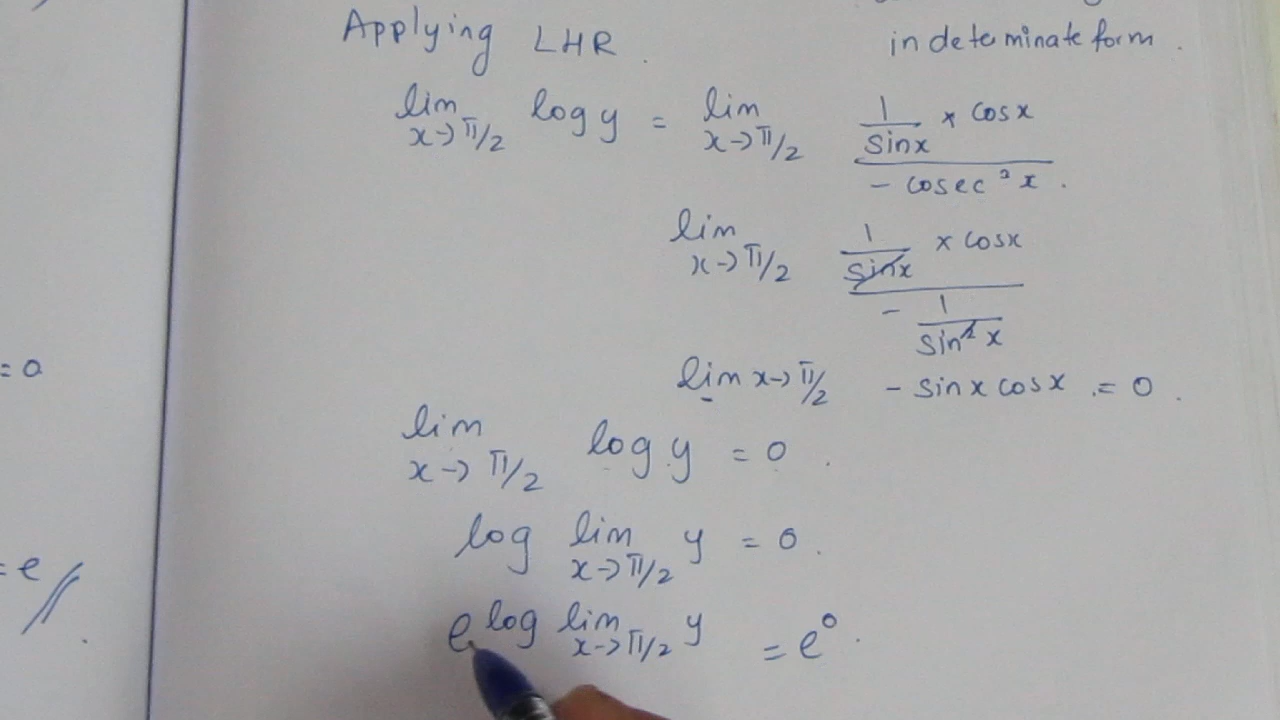 Applying LHR. indeterminate form.
lim x→π/2 log y = lim x→π/2 (1/sinx × cosx)/(- cosec²x).
lim x→π/2 (1/sinx × cosx)/(- 1/sin²x)
= 0
lim x→π/2 - sinx cosx = 0.
lim x→π/2 log y = 0.
log lim x→π/2 y = 0.
= e
e^(log lim x→π/2 y) = e⁰.